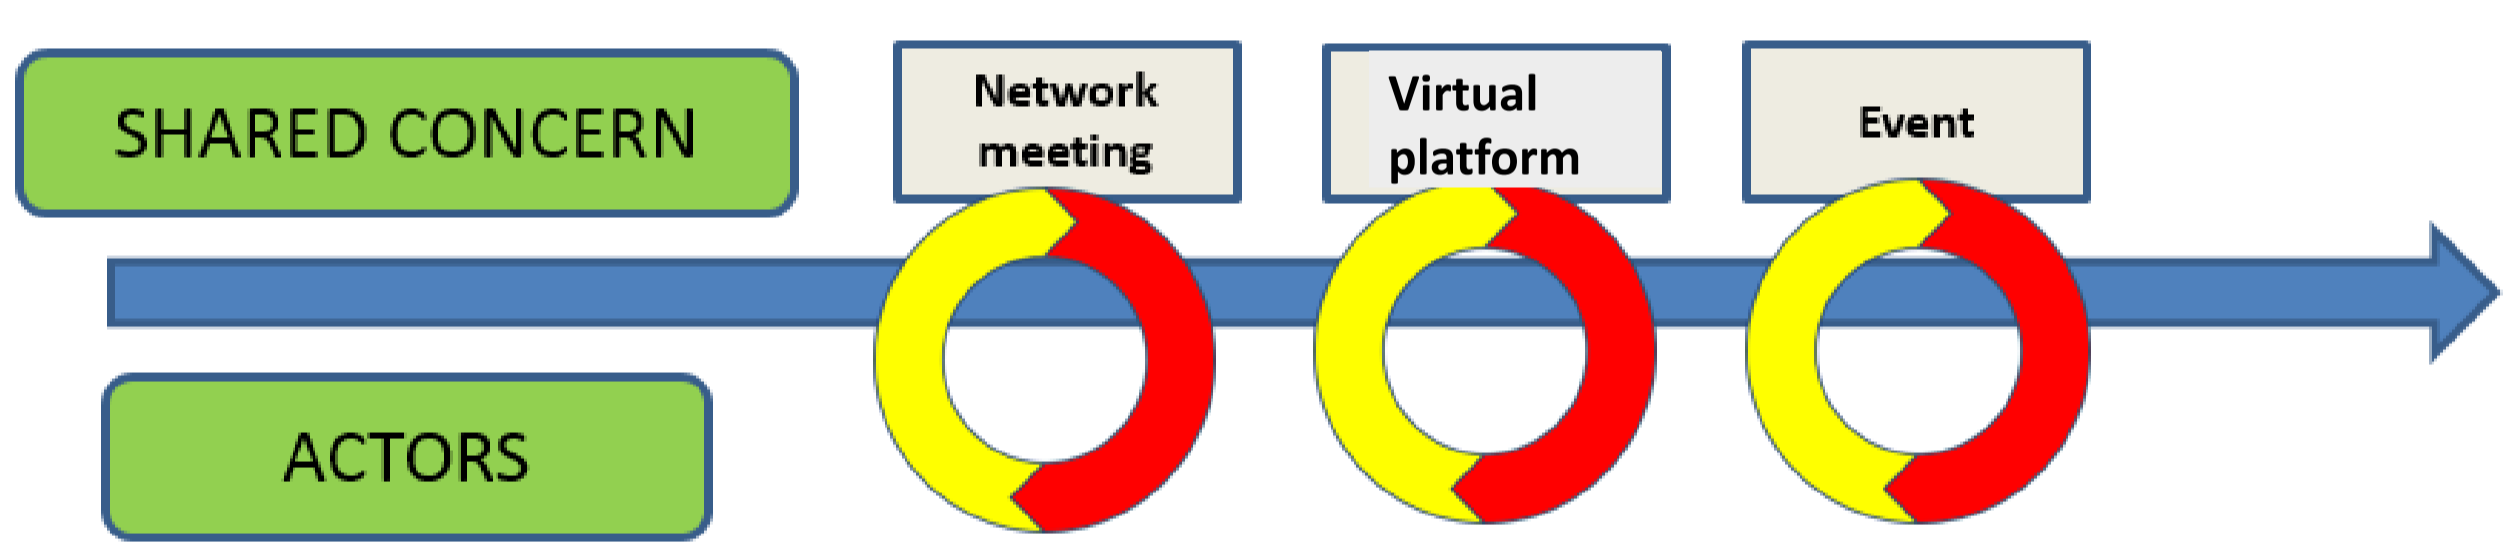 SHARED CONCERN
Network
meeting
Virtual
platform
Event
ACTORS